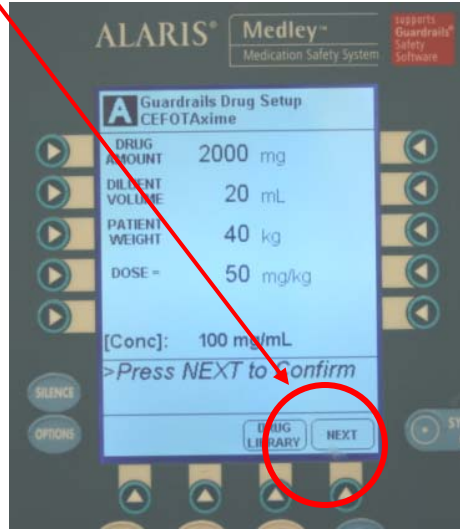 ALARIS® Medley™
Medication Safety System
supports
Guardrails®
Safety
Software
A Guardrails Drug Setup
CEFOTAxime
DRUG
AMOUNT 2000 mg
DILUENT
VOLUME 20 mL
PATIENT
WEIGHT 40 kg
DOSE = 50 mg/kg
[Conc]: 100 mg/mL
>Press NEXT to Confirm
SILENCE
OPTIONS
DRUG
LIBRARY
NEXT
SY